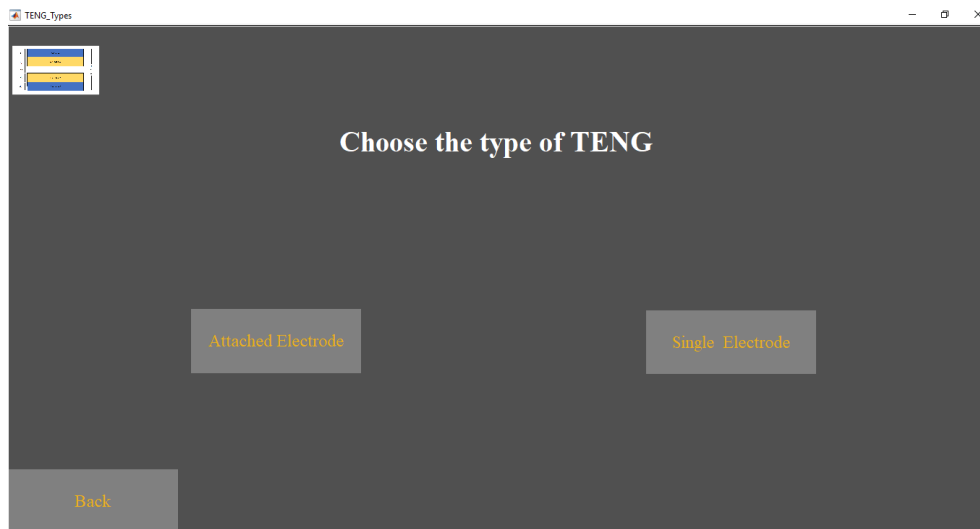 TENG_Types
Choose the type of TENG
Attached Electrode
Single Electrode
Back